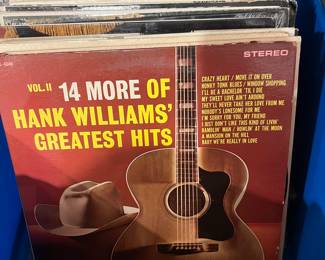 STEREO
VOL. II 14 MORE OF
HANK WILLIAMS'
GREATEST HITS
CRAZY HEART / MOVE IT ON OVER
HONKY TONK BLUES / WINDOW SHOPPING
I'LL BE A BACHELOR 'TIL I DIE
MY SWEET LOVE AIN'T AROUND
THEY'LL NEVER TAKE HER LOVE FROM ME
NOBODY'S LONESOME FOR ME
I'M SORRY FOR YOU, MY FRIEND
I JUST DON'T LIKE THIS KIND OF LIVIN'
RAMBLIN' MAN / HOWLIN' AT THE MOON
A MANSION ON THE HILL
BABY WE'RE REALLY IN LOVE